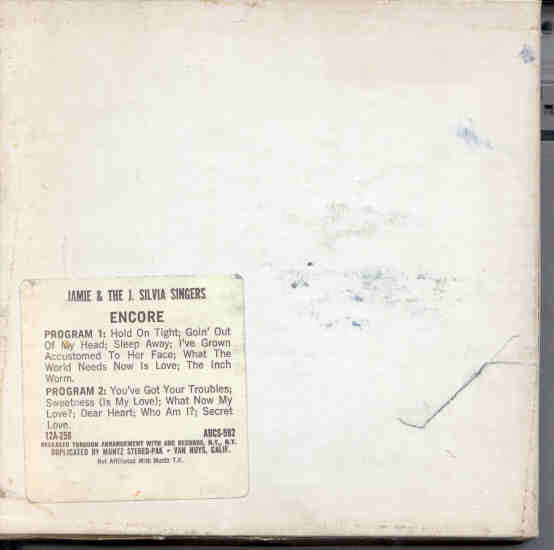 JAMIE & THE J. SILVIA SINGERS
ENCORE
PROGRAM 1: Hold On Tight; Goin' Out
Of My Head; Sleep Away; I've Grown
Accustomed To Her Face; What The
World Needs Now Is Love; The Inch
Worm.
PROGRAM 2: You've Got Your Troubles;
Sweetness (Is My Love); What Now My
Love?; Dear Heart; Who Am I?; Secret
Love.
12A-258 ABCS-592
RELEASED THROUGH ARRANGEMENT WITH ABC RECORDS, N.Y., N.Y.
DUPLICATED BY MUNTZ STEREO-PAK • VAN NUYS, CALIF.
Not Affiliated With Muntz T.V.